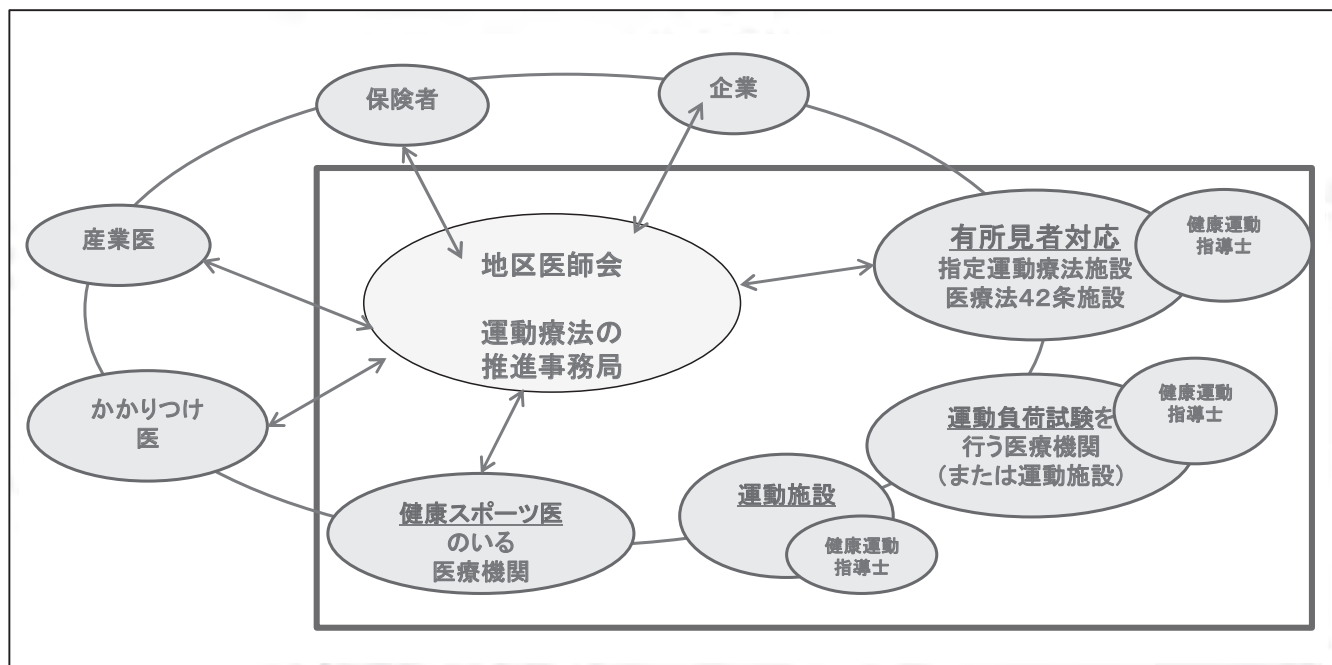 保険者
企業
産業医
地区医師会
運動療法の
推進事務局
有所見者対応
指定運動療法施設
医療法42条施設
健康運動
指導士
かかりつけ
医
運動負荷試験を
行う医療機関
(または運動施設)
健康運動
指導士
健康スポーツ医
のいる
医療機関
運動施設
健康運動
指導士